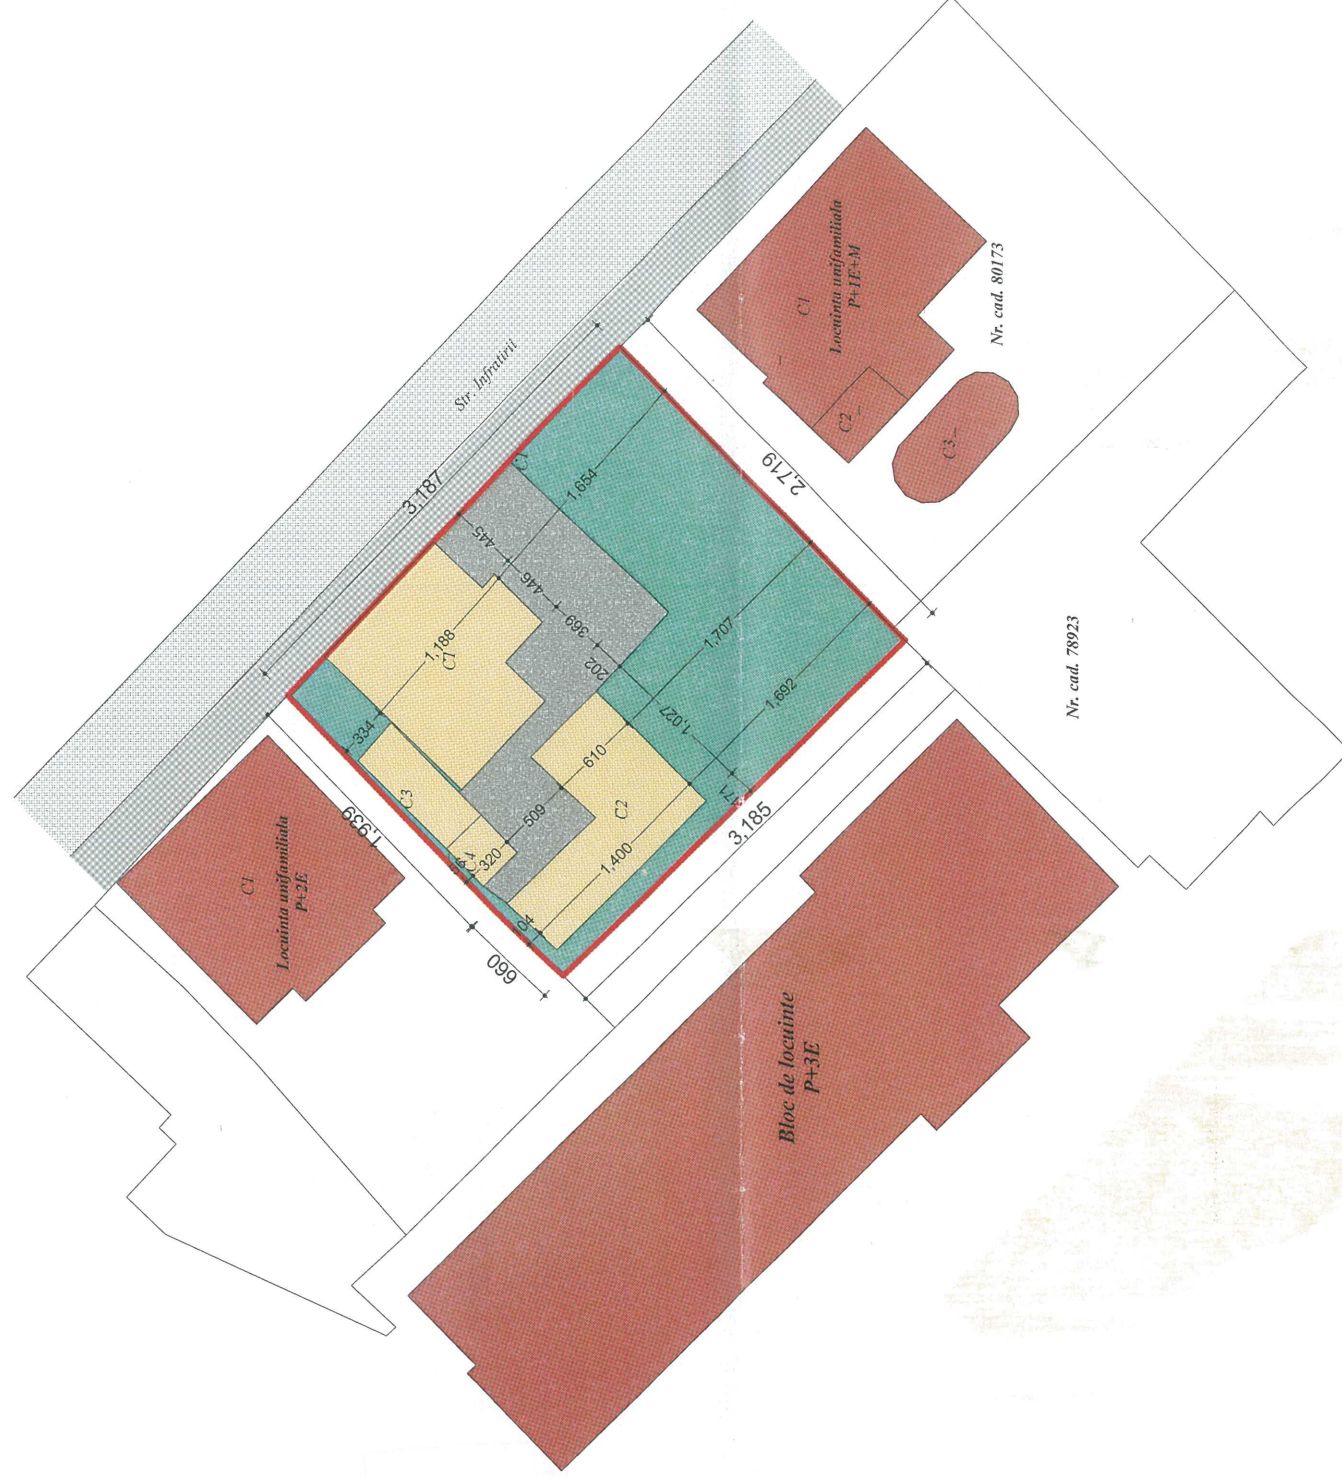 Str. Infratirii
3,187
C1
Locuinta unifamiliala
P+1E+M
C2
C3
Nr. cad. 80173
2,719
C1
1,654
445
446
369
202
1,188
C1
334
C3
C4
320
509
610
1,707
1,027
1,692
171
C2
1,400
104
3,185
1,939
660
C1
Locuinta unifamiliala
P+2E
Nr. cad. 78923
Bloc de locuinte
P+3E